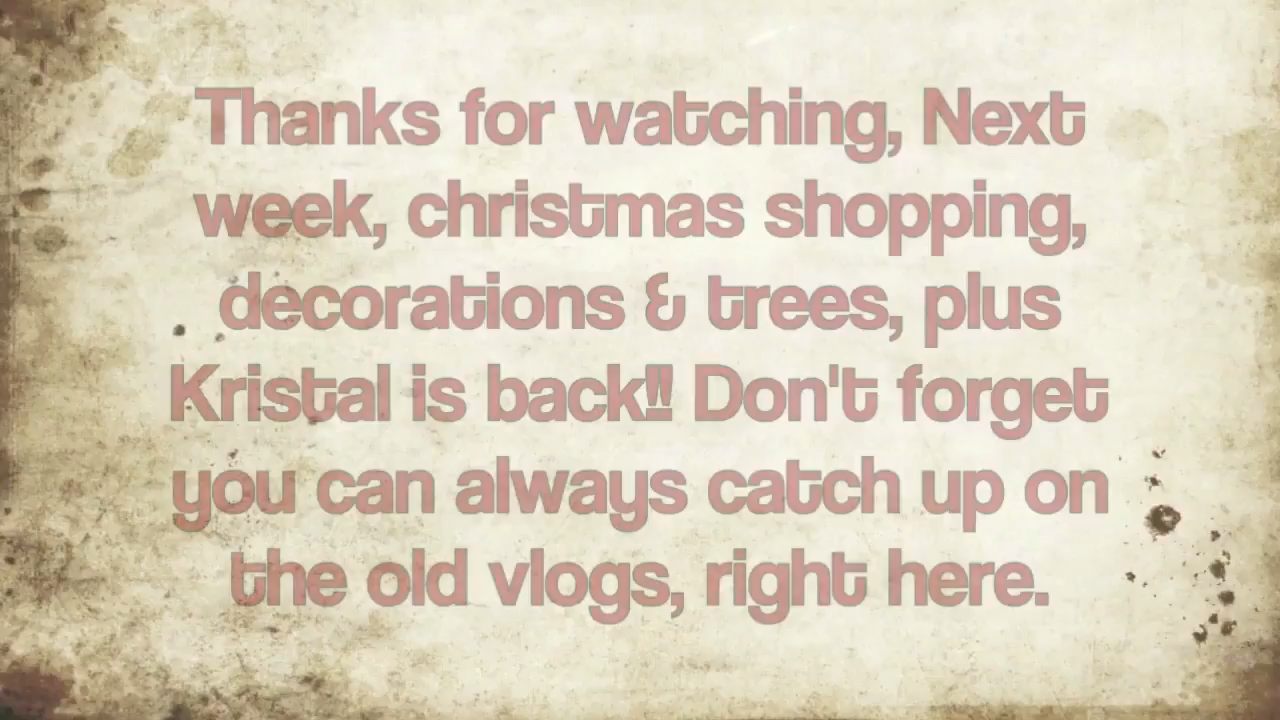 Thanks for watching, Next
week, christmas shopping,
decorations & trees, plus
Kristal is back!! Don't forget
you can always catch up on
the old vlogs, right here.